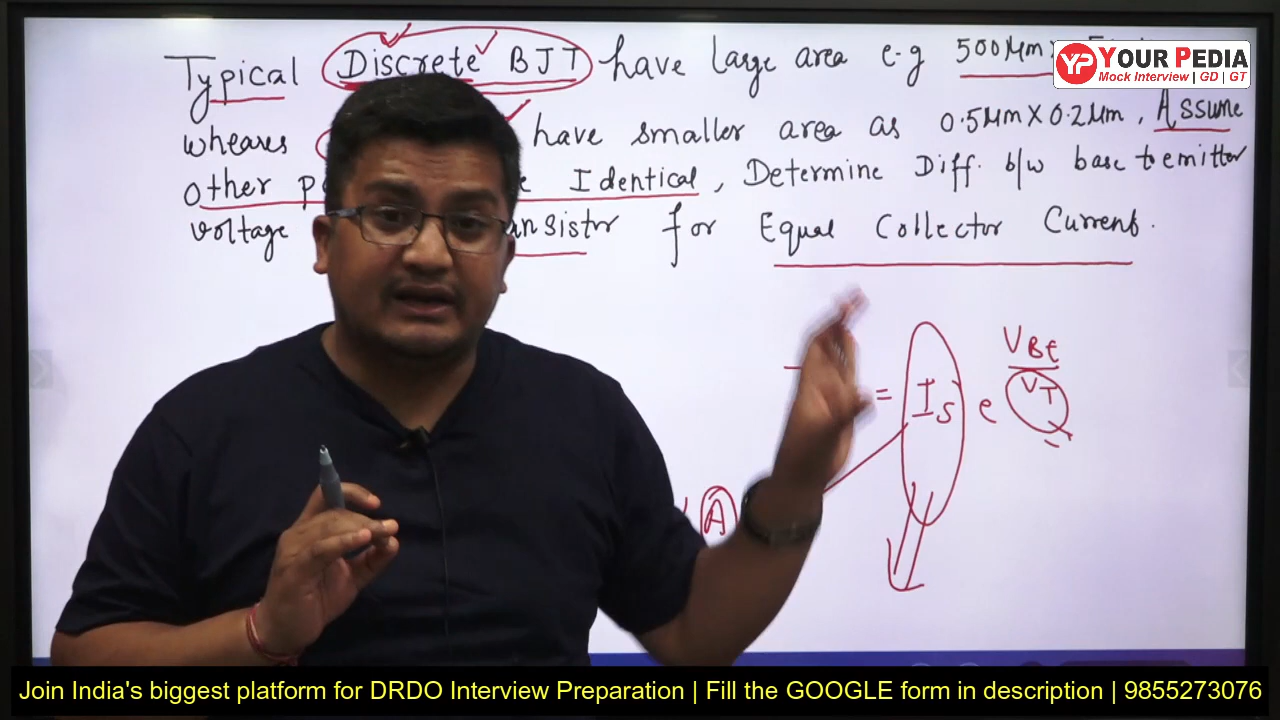 Typical Discrete BJT have large area e-g 500μm
YOUR PEDIA
Mock Interview | GD | GT
wheares have smaller area as 0.5μm X 0.2μm, Assume
other Identical, Determine Diff. b/w base to emitter
voltage for Equal Collector Current.
= Is e VBE
VT
A
Join India's biggest platform for DRDO Interview Preparation | Fill the GOOGLE form in description | 9855273076